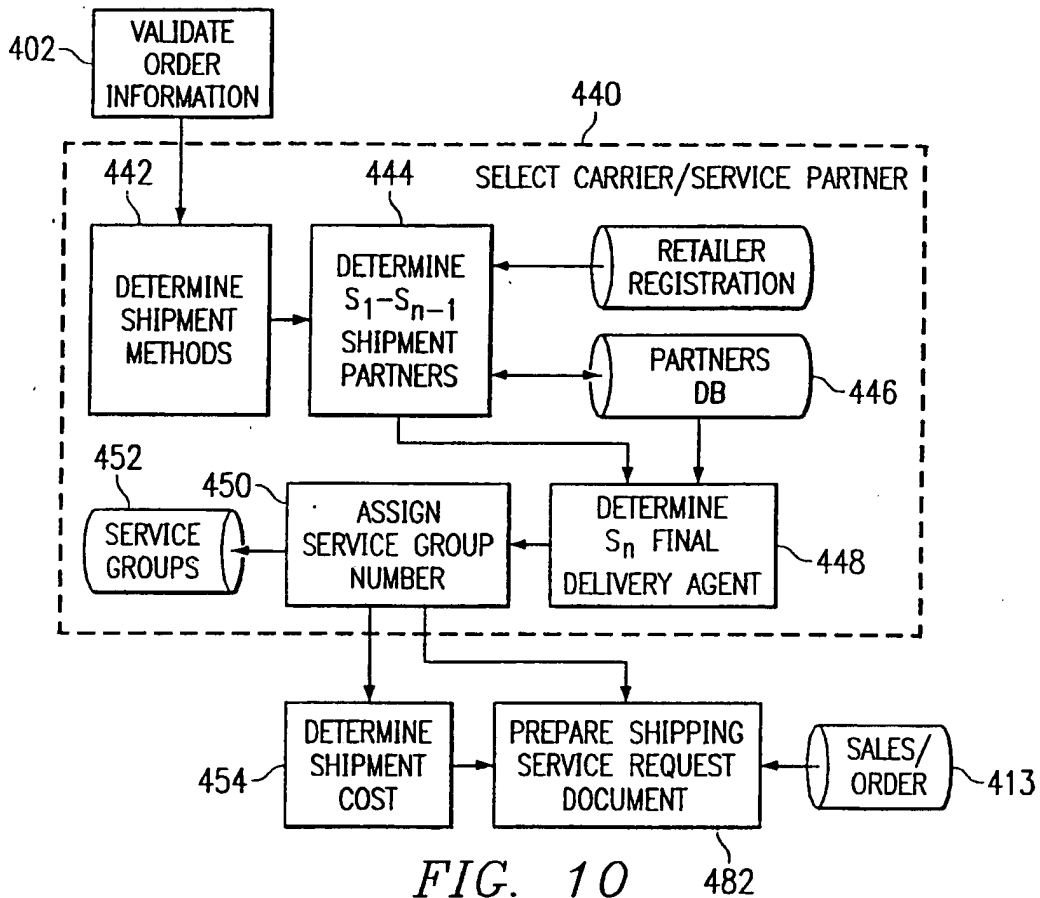 VALIDATE
ORDER
INFORMATION
402
440
SELECT CARRIER/SERVICE PARTNER
442
DETERMINE
SHIPMENT
METHODS
444
DETERMINE
S1–Sn–1
SHIPMENT
PARTNERS
RETAILER
REGISTRATION
PARTNERS
DB
446
452
SERVICE
GROUPS
450
ASSIGN
SERVICE GROUP
NUMBER
DETERMINE
Sn FINAL
DELIVERY AGENT
448
DETERMINE
SHIPMENT
COST
454
PREPARE SHIPPING
SERVICE REQUEST
DOCUMENT
482
SALES/
ORDER
413
FIG. 10